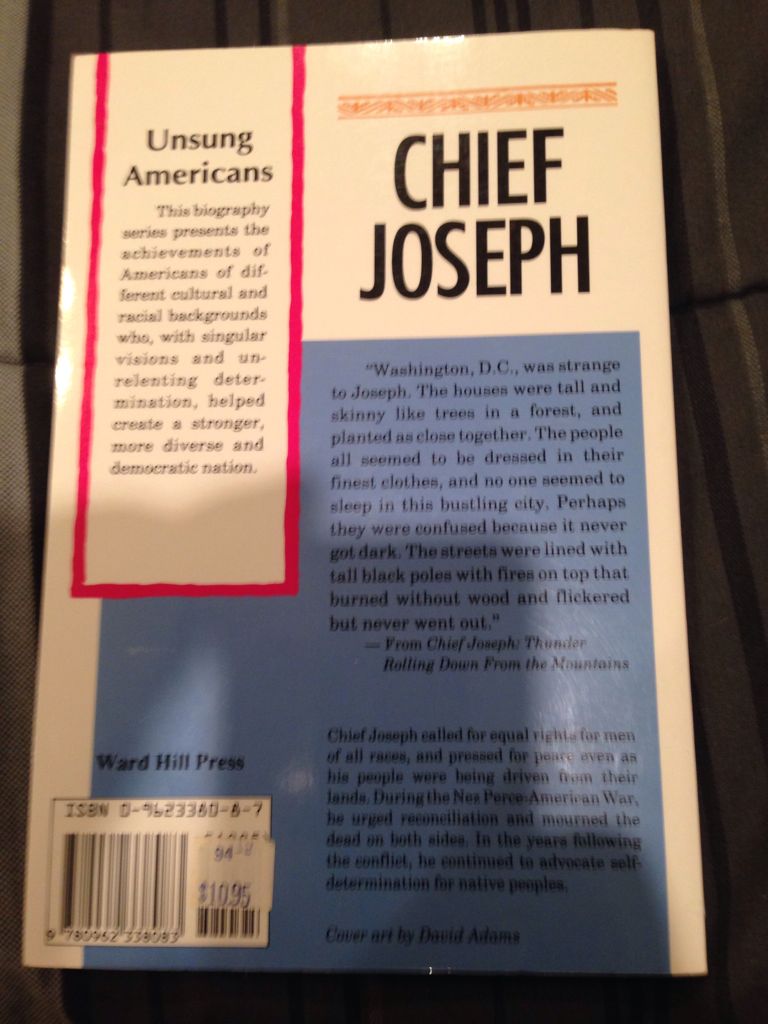 Unsung
Americans
This biography
series presents the
achievements of
Americans of dif-
ferent cultural and
racial backgrounds
who, with singular
visions and un-
relenting deter-
mination, helped
create a stronger,
more diverse and
democratic nation.
CHIEF
JOSEPH
"Washington, D.C., was strange
to Joseph. The houses were tall and
skinny like trees in a forest, and
planted as close together. The people
all seemed to be dressed in their
finest clothes, and no one seemed to
sleep in this bustling city. Perhaps
they were confused because it never
got dark. The streets were lined with
tall black poles with fires on top that
burned without wood and flickered
but never went out."
— From Chief Joseph: Thunder
Rolling Down From the Mountains
Chief Joseph called for equal rights for men
of all races, and pressed for peace even as
his people were being driven from their
lands. During the Nez Perce-American War,
he urged reconciliation and mourned the
dead on both sides. In the years following
the conflict, he continued to advocate self-
determination for native peoples.
Cover art by David Adams
Ward Hill Press
ISBN 0-9623380-8-7
94
$10.95
9 780962 338083